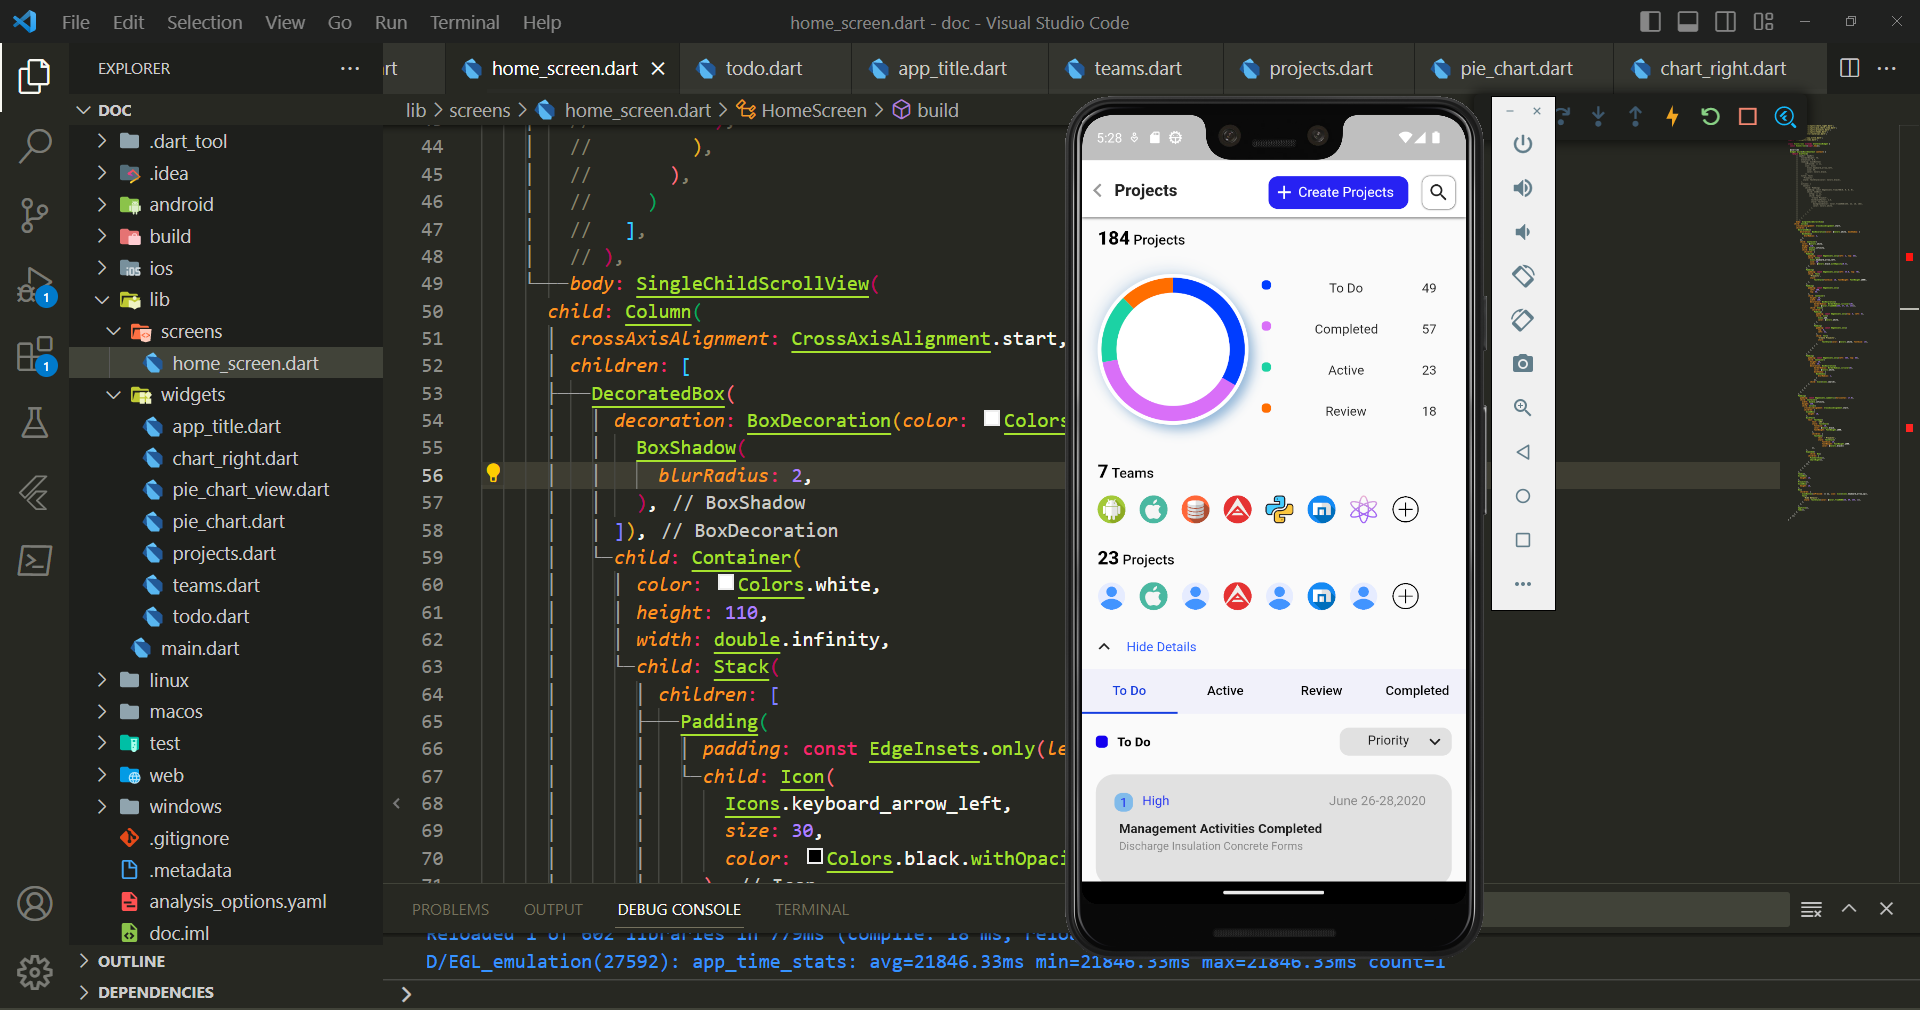 File Edit Selection View Go Run Terminal Help
home_screen.dart - doc - Visual Studio Code
EXPLORER
DOC
.dart_tool
.idea
android
build
ios
lib
screens
home_screen.dart
widgets
app_title.dart
chart_right.dart
pie_chart_view.dart
pie_chart.dart
projects.dart
teams.dart
todo.dart
main.dart
linux
macos
test
web
windows
.gitignore
.metadata
analysis_options.yaml
doc.iml
OUTLINE
DEPENDENCIES
1
1
rt home_screen.dart todo.dart app_title.dart teams.dart projects.dart pie_chart.dart chart_right.dart
lib > screens > home_screen.dart > HomeScreen > build
44 // ),
45 // ),
46 // )
47 // ],
48 // ),
49 body: SingleChildScrollView(
50 child: Column(
51 crossAxisAlignment: CrossAxisAlignment.start,
52 children: [
53 DecoratedBox(
54 decoration: BoxDecoration(color: Colors
55 BoxShadow(
56 blurRadius: 2,
57 ), // BoxShadow
58 ]), // BoxDecoration
59 child: Container(
60 color: Colors.white,
61 height: 110,
62 width: double.infinity,
63 child: Stack(
64 children: [
65 Padding(
66 padding: const EdgeInsets.only(le
67 child: Icon(
68 Icons.keyboard_arrow_left,
69 size: 30,
70 color: Colors.black.withOpaci
71 ), // Icon
PROBLEMS OUTPUT DEBUG CONSOLE TERMINAL
Reloaded 1 of 602 libraries in 779ms (compile: 18 ms, relo
D/EGL_emulation(27592): app_time_stats: avg=21846.33ms min=21846.33ms max=21846.33ms count=1
5:28
Projects
+ Create Projects
184 Projects
To Do 49
Completed 57
Active 23
Review 18
7 Teams
23 Projects
Hide Details
To Do Active Review Completed
To Do
Priority
1 High June 26-28,2020
Management Activities Completed
Discharge Insulation Concrete Forms